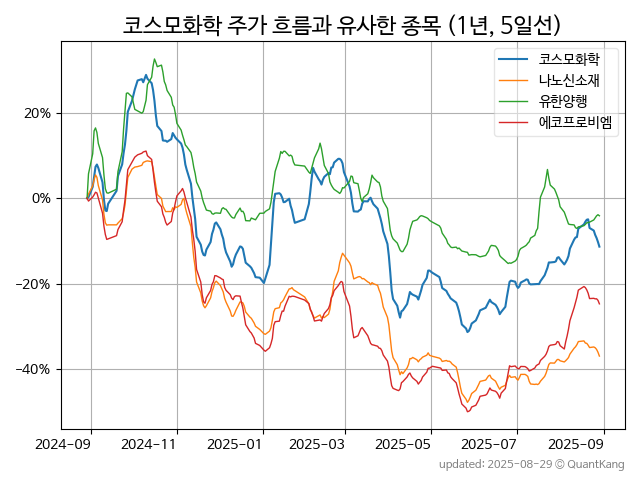 코스모화학 주가 흐름과 유사한 종목 (1년, 5일선)
코스모화학
나노신소재
유한양행
에코프로비엠
20%
0%
−20%
−40%
2024-09 2024-11 2025-01 2025-03 2025-05 2025-07 2025-09
updated: 2025-08-29 © QuantKang